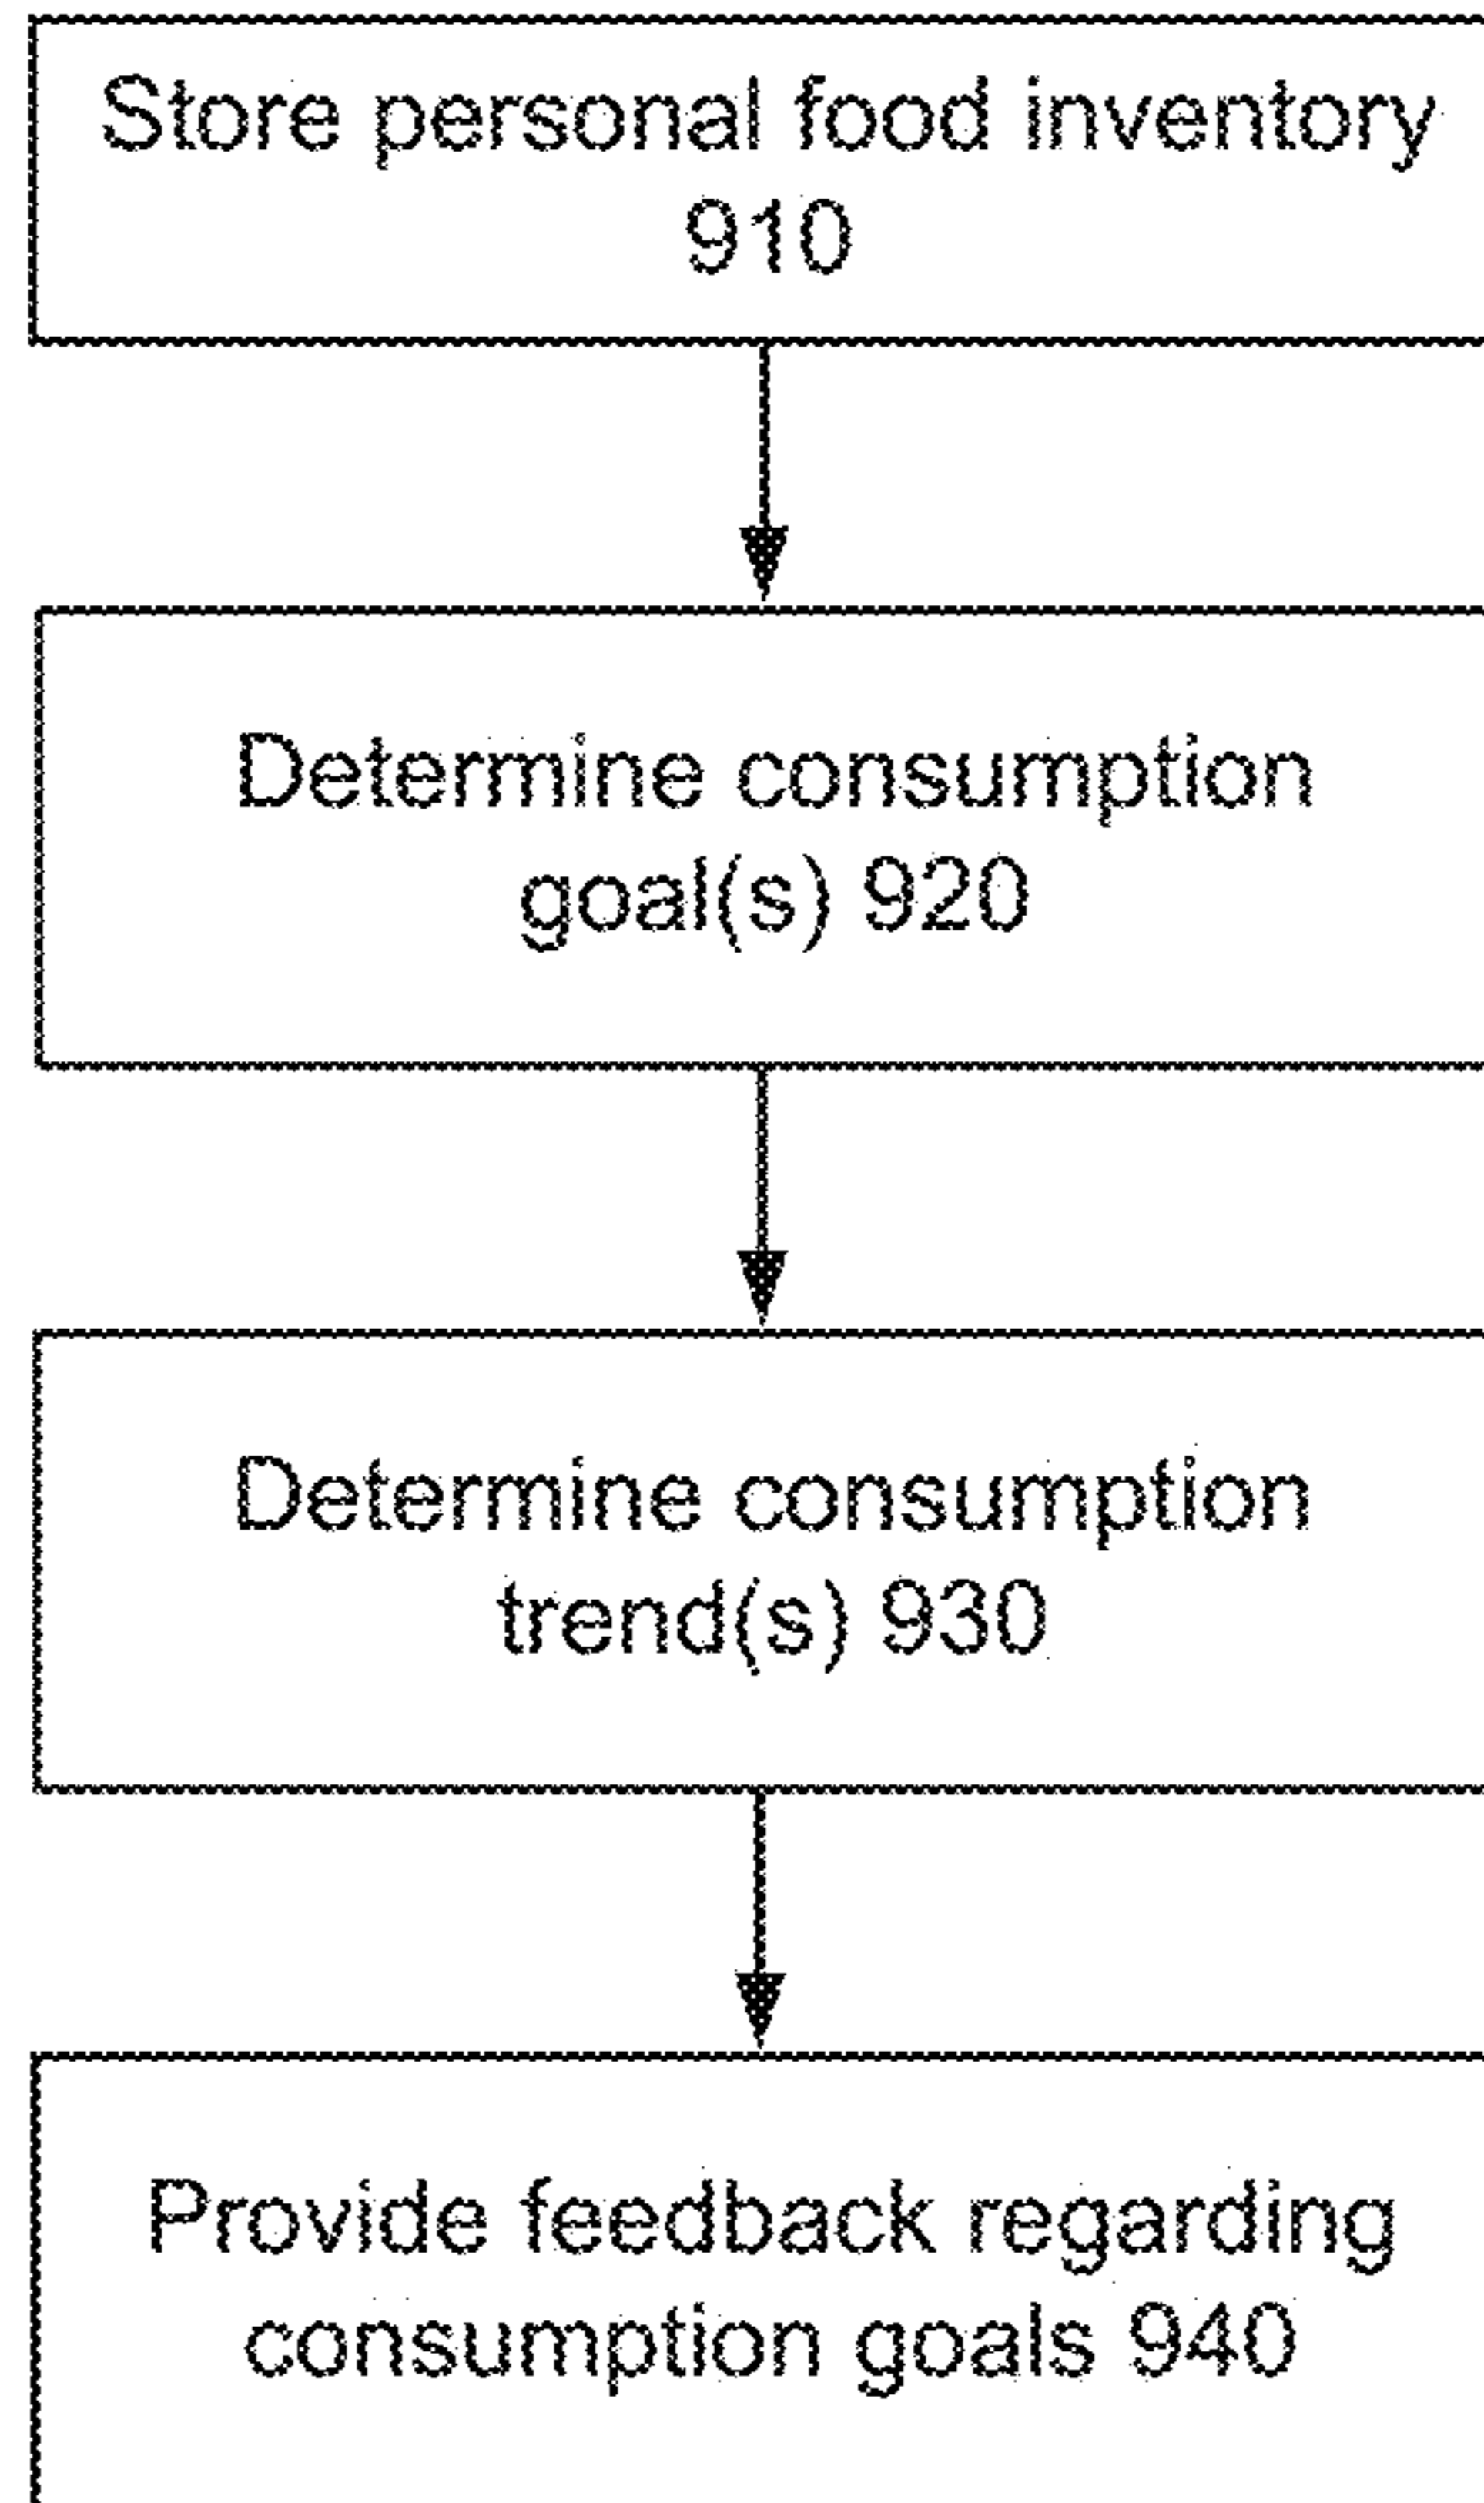 Store personal food inventory
910
Determine consumption
goal(s) 920
Determine consumption
trend(s) 930
Provide feedback regarding
consumption goals 940